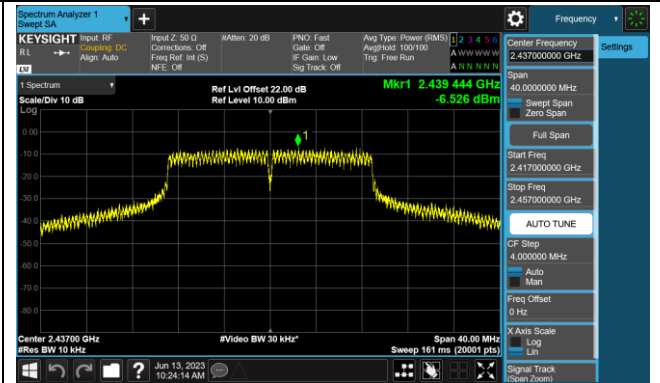 Spectrum Analyzer 1
Swept SA
+
Frequency
KEYSIGHT
RL
Input: RF
Coupling: DC
Align: Auto
Input Z: 50 Ω
Corrections: Off
Freq Ref: Int (S)
NFE: Off
#Atten: 20 dB
PNO: Fast
Gate: Off
IF Gain: Low
Sig Track: Off
Avg Type: Power (RMS)
Avg|Hold: 100/100
Trig: Free Run
1 2 3 4 5 6
A W W W W W
A N N N N N
1 Spectrum
Scale/Div 10 dB
Log
Ref Lvl Offset 22.00 dB
Ref Level 10.00 dBm
Mkr1 2.439 444 GHz
-6.526 dBm
1
0.00
-10.0
-20.0
-30.0
-40.0
-50.0
-60.0
-70.0
-80.0
Center 2.43700 GHz
#Res BW 10 kHz
#Video BW 30 kHz*
Span 40.00 MHz
Sweep 161 ms (20001 pts)
?
Jun 13, 2023
10:24:14 AM
Center Frequency
2.437000000 GHz
Settings
Span
40.0000000 MHz
Swept Span
Zero Span
Full Span
Start Freq
2.417000000 GHz
Stop Freq
2.457000000 GHz
AUTO TUNE
CF Step
4.000000 MHz
Auto
Man
Freq Offset
0 Hz
X Axis Scale
Log
Lin
Signal Track
(Span Zoom)